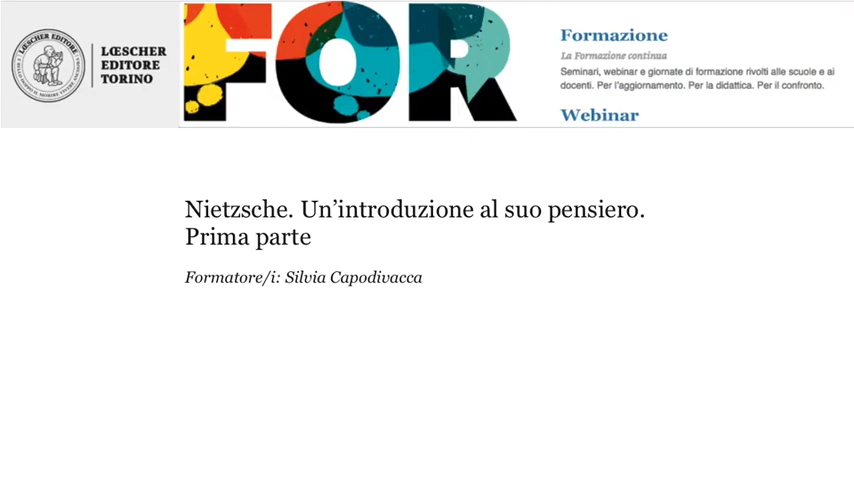 LOESCHER EDITORE
LŒSCHER
EDITORE
TORINO
FOR
Formazione
La Formazione continua
Seminari, webinar e giornate di formazione rivolti alle scuole e ai
docenti. Per l'aggiornamento. Per la didattica. Per il confronto.
Webinar
Nietzsche. Un’introduzione al suo pensiero.
Prima parte
Formatore/i: Silvia Capodivacca